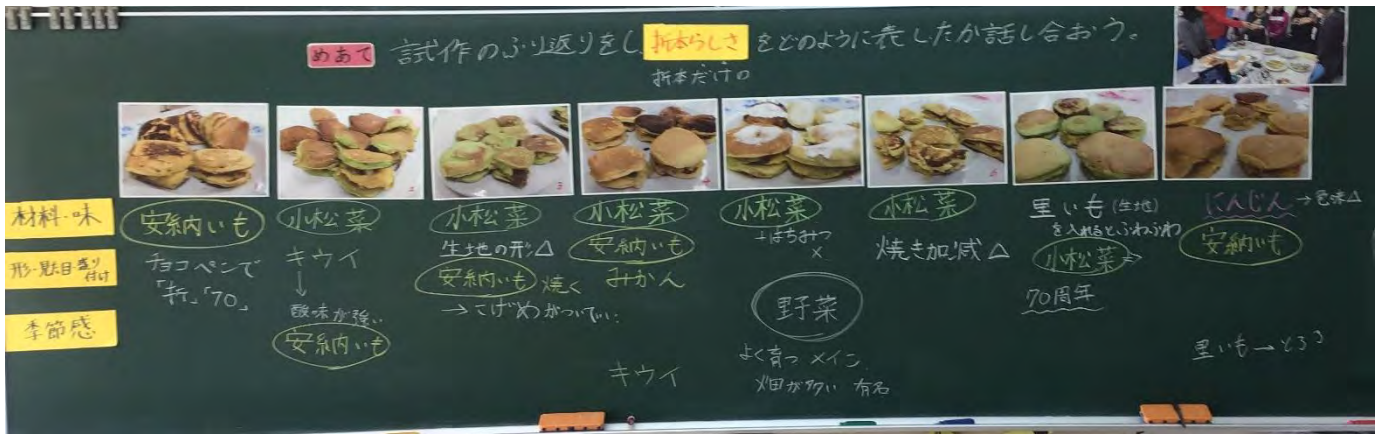 めあて 試作のふり返りをし、折本らしさをどのように表したか話し合おう。
折本だけの
材料・味
形・見た目・盛り付け
季節感
安納いも
チョコペンで
「折」「70」
小松菜
キウイ
↓
酸味が強い
安納いも
小松菜
生地の形△
安納いも 焼く
→こげめがついていい
小松菜
安納いも
みかん
キウイ
小松菜
+はちみつ
×
野菜
よく育つ メイン
畑が多い 有名
小松菜
焼き加減△
里いも(生地)
を入れるとふわふわ
小松菜
70周年
にんじん→色味△
安納いも
里いも→とろろ
1
2
3